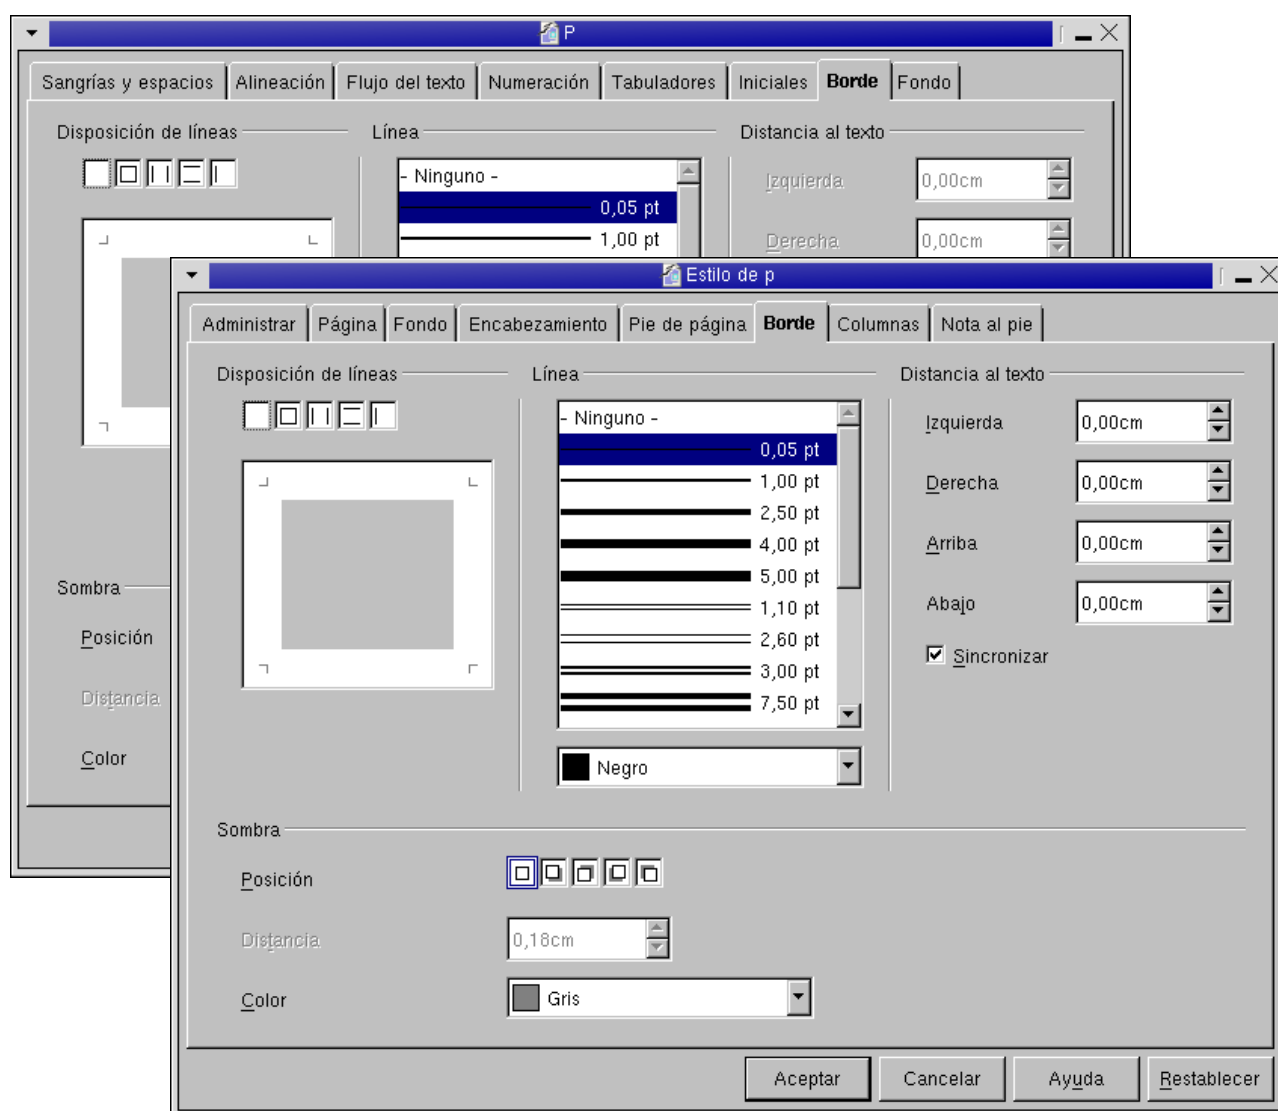 P
Sangrías y espacios Alineación Flujo del texto Numeración Tabuladores Iniciales Borde Fondo
Disposición de líneas Línea Distancia al texto
- Ninguno - Izquierda 0,00cm
0,05 pt
1,00 pt Derecha 0,00cm
Sombra
Posición
Distancia
Color
Estilo de p
Administrar Página Fondo Encabezamiento Pie de página Borde Columnas Nota al pie
Disposición de líneas Línea Distancia al texto
- Ninguno - Izquierda 0,00cm
0,05 pt
1,00 pt Derecha 0,00cm
2,50 pt
4,00 pt Arriba 0,00cm
5,00 pt
1,10 pt Abajo 0,00cm
2,60 pt
3,00 pt Sincronizar
7,50 pt
Negro
Sombra
Posición
Distancia 0,18cm
Color Gris
Aceptar Cancelar Ayuda Restablecer